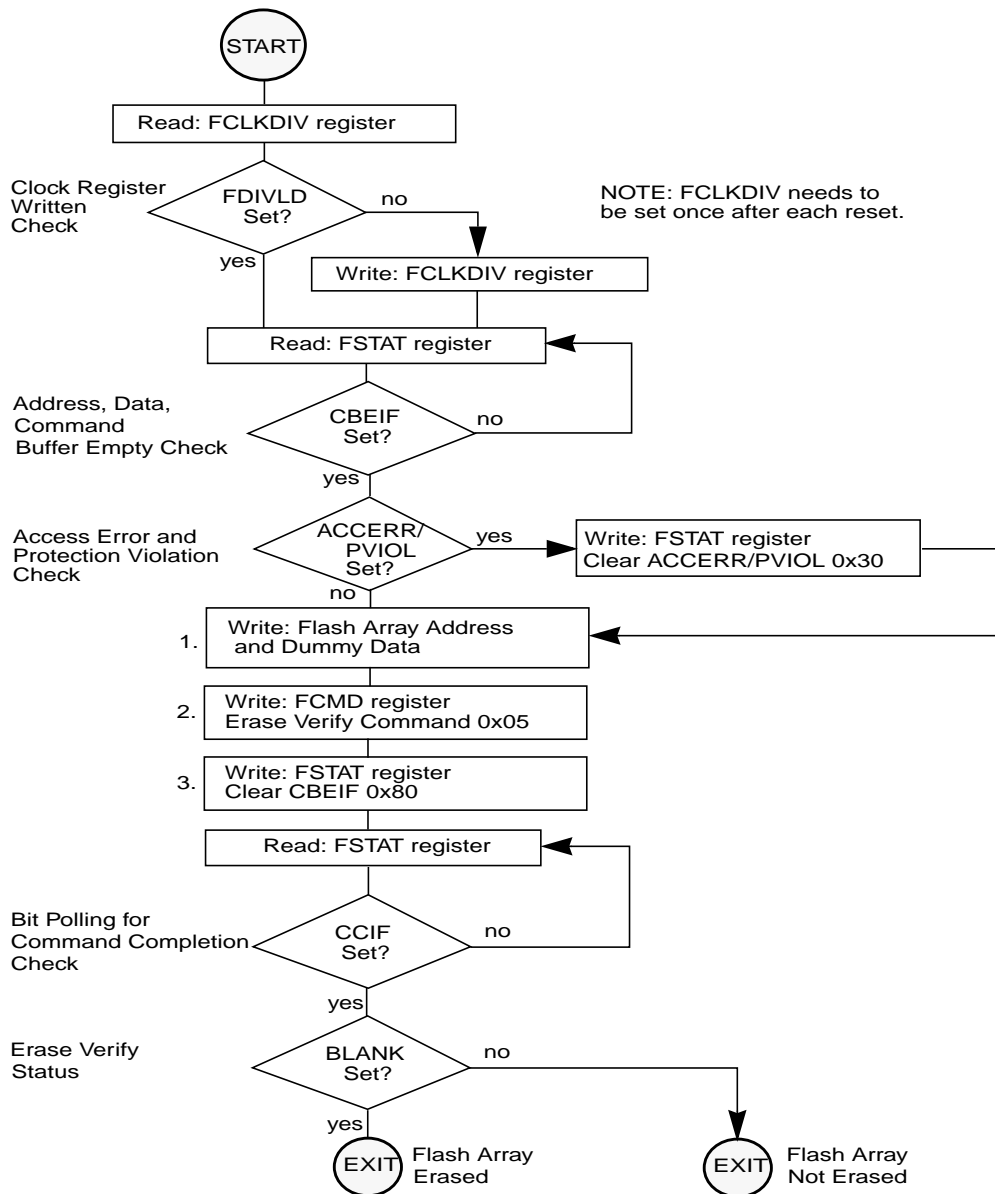 START
Read: FCLKDIV register
Clock Register
Written
Check
FDIVLD
Set?
no
yes
NOTE: FCLKDIV needs to
be set once after each reset.
Write: FCLKDIV register
Read: FSTAT register
Address, Data,
Command
Buffer Empty Check
CBEIF
Set?
no
yes
Access Error and
Protection Violation
Check
ACCERR/
PVIOL
Set?
yes
no
Write: FSTAT register
Clear ACCERR/PVIOL 0x30
1.
Write: Flash Array Address
and Dummy Data
2.
Write: FCMD register
Erase Verify Command 0x05
3.
Write: FSTAT register
Clear CBEIF 0x80
Read: FSTAT register
Bit Polling for
Command Completion
Check
CCIF
Set?
no
yes
Erase Verify
Status
BLANK
Set?
no
yes
EXIT
Flash Array
Erased
EXIT
Flash Array
Not Erased